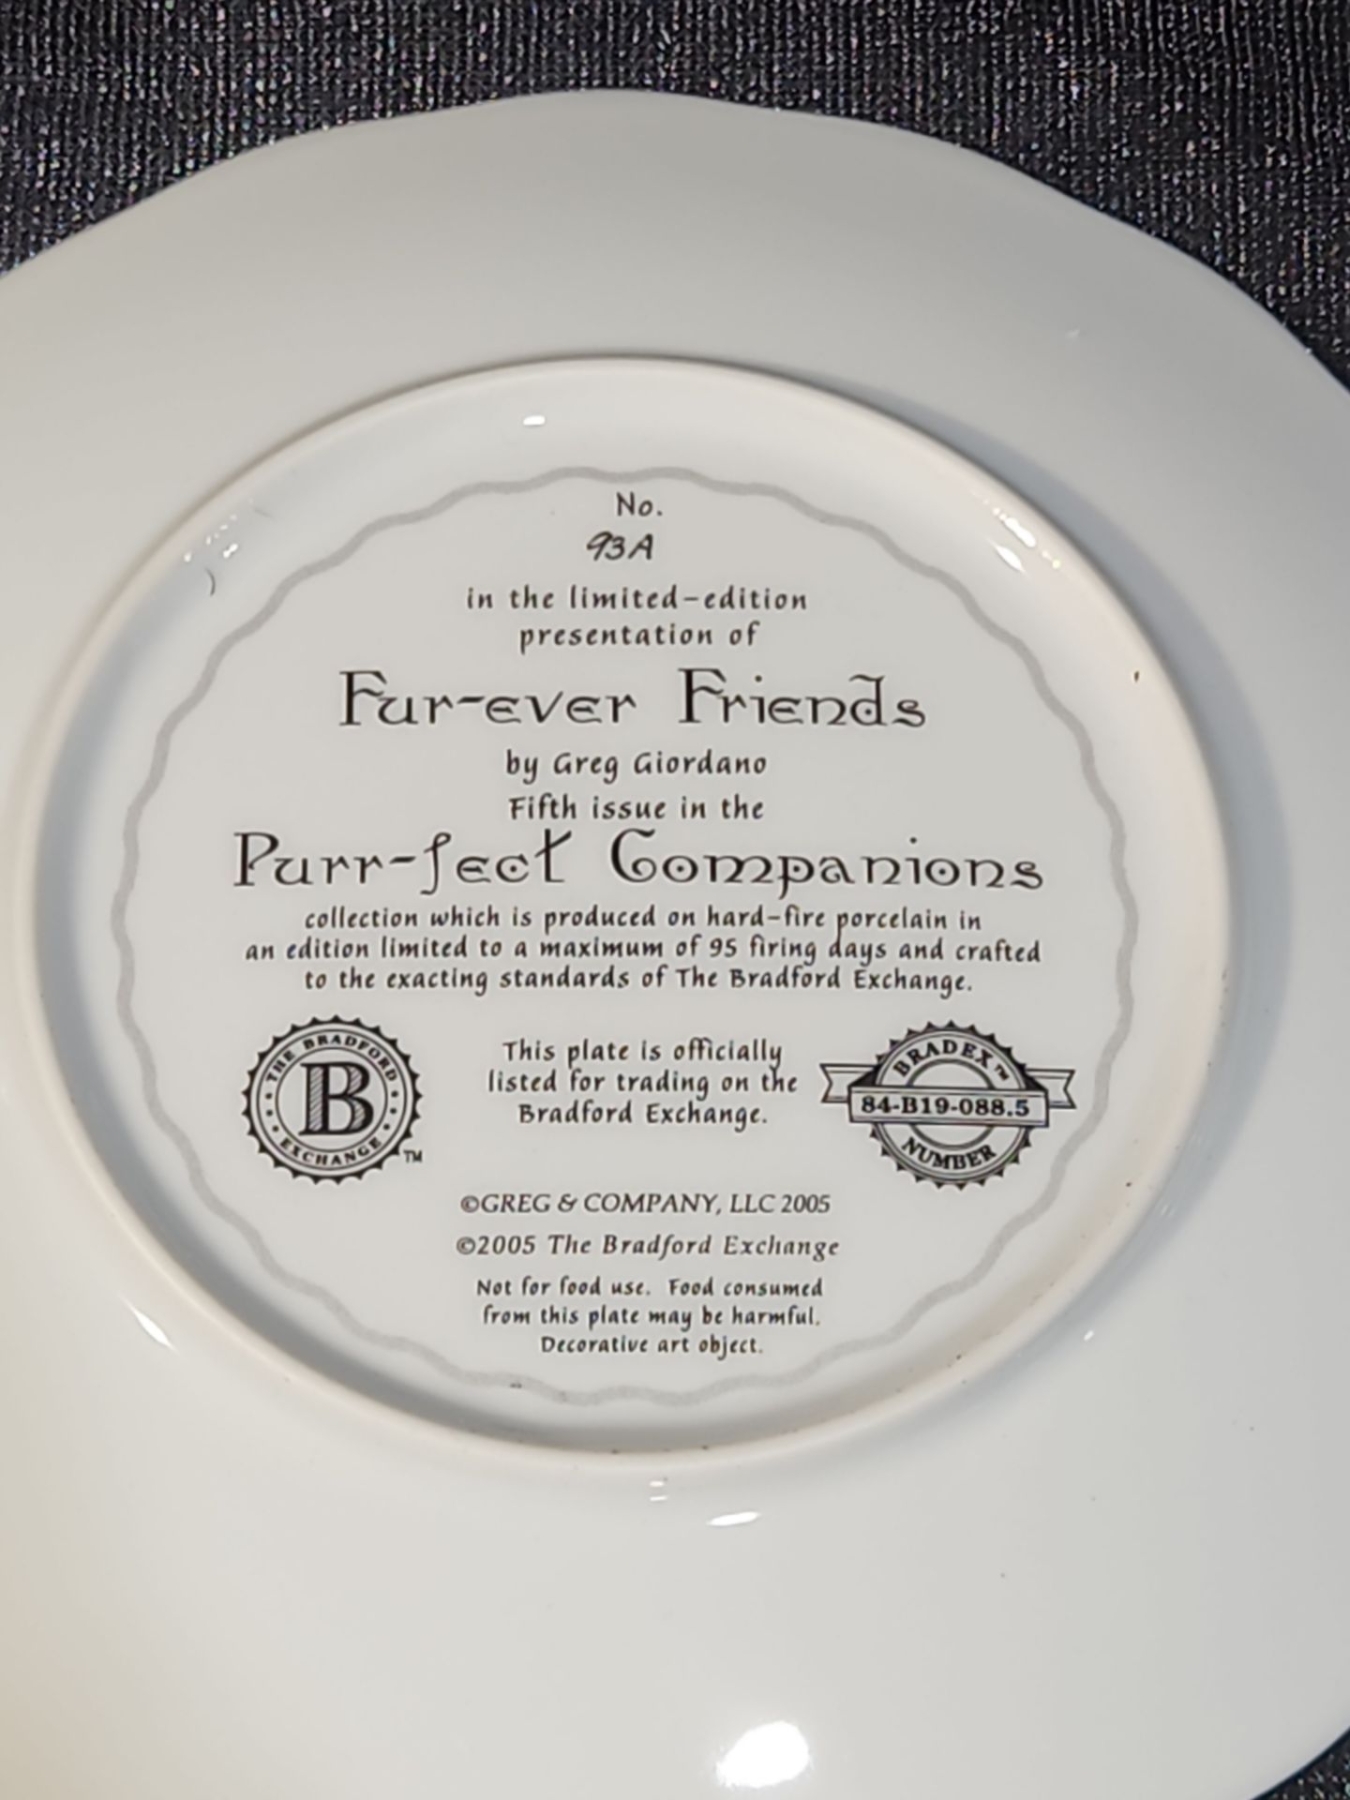 No.
93A
in the limited-edition
presentation of
Fur-ever Friends
by Greg Giordano
Fifth issue in the
Purr-fect Companions
collection which is produced on hard-fire porcelain in
an edition limited to a maximum of 95 firing days and crafted
to the exacting standards of The Bradford Exchange.
THE BRADFORD
B
EXCHANGE
TM
This plate is officially
listed for trading on the
Bradford Exchange.
BRADEX™
84-B19-088.5
NUMBER
©GREG & COMPANY, LLC 2005
©2005 The Bradford Exchange
Not for food use. Food consumed
from this plate may be harmful.
Decorative art object.